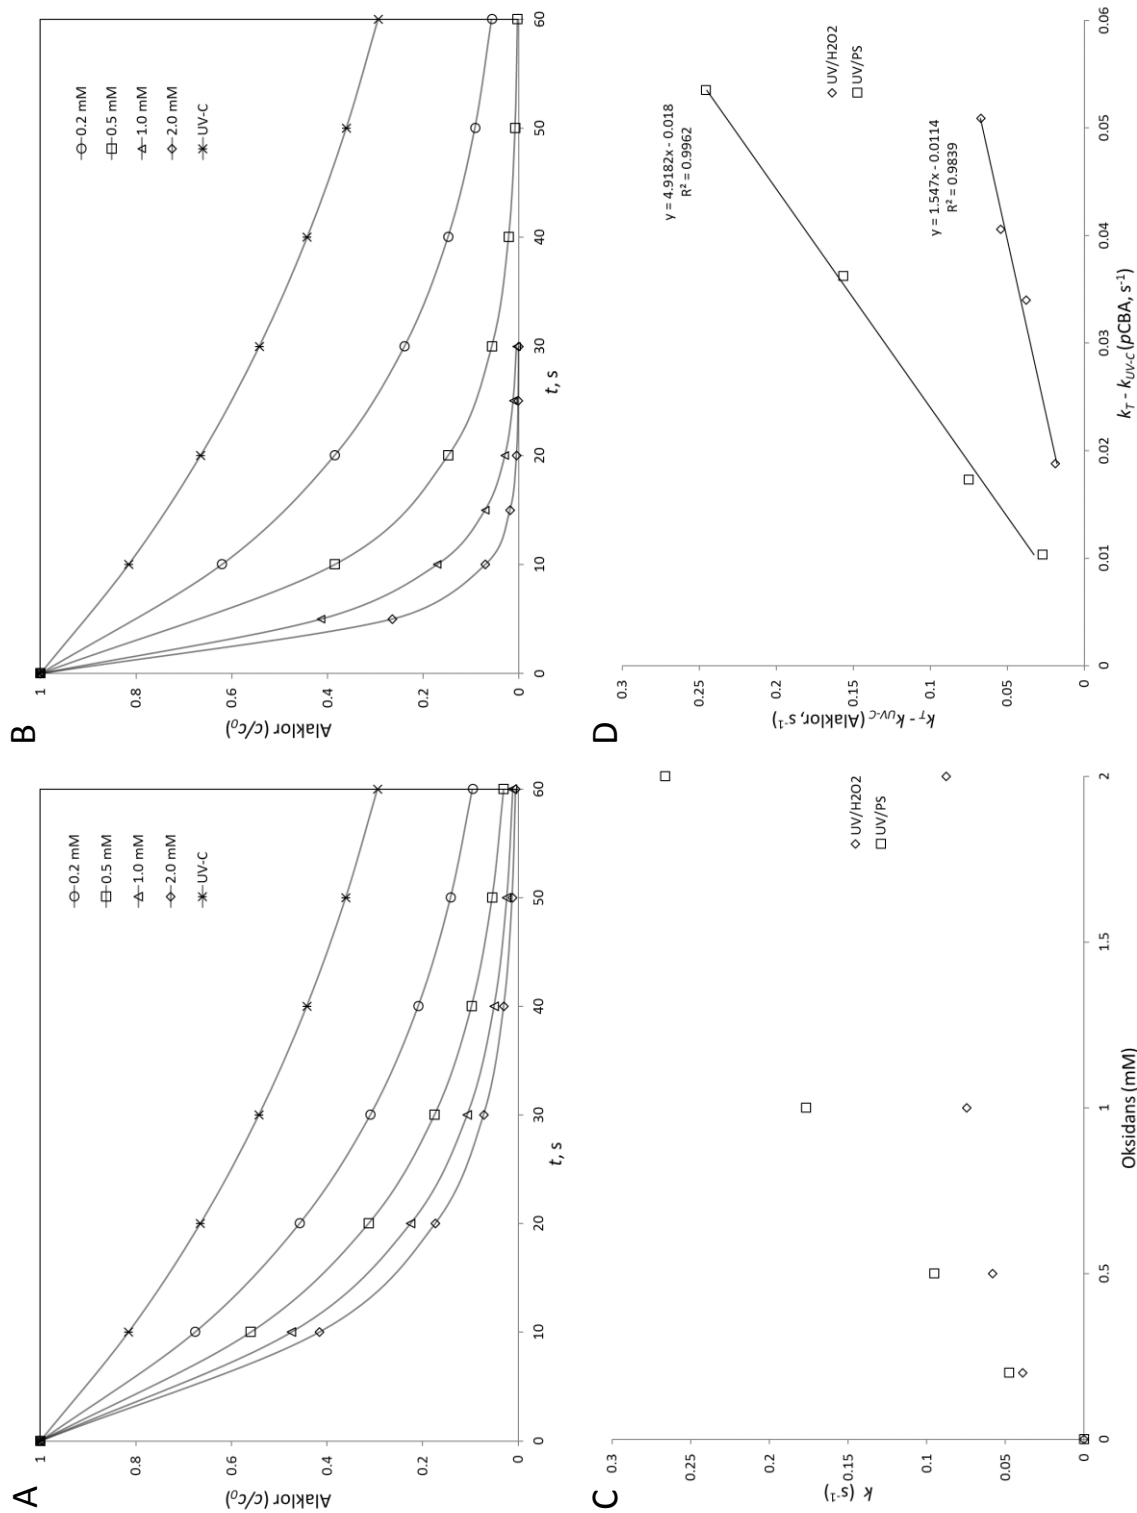 A
Alaklor (c/c0)
1
0.8
0.6
0.4
0.2
0
0
10
20
30
40
50
60
t, s
0.2 mM
0.5 mM
1.0 mM
2.0 mM
UV-C
B
Alaklor (c/c0)
1
0.8
0.6
0.4
0.2
0
0
10
20
30
40
50
60
t, s
0.2 mM
0.5 mM
1.0 mM
2.0 mM
UV-C
C
k (s-1)
0.3
0.25
0.2
0.15
0.1
0.05
0
0
0.5
1
1.5
2
Oksidans (mM)
UV/H2O2
UV/PS
D
kT - kUV-C (Alaklor, s-1)
0.3
0.25
0.2
0.15
0.1
0.05
0
0
0.01
0.02
0.03
0.04
0.05
0.06
kT - kUV-C (pCBA, s-1)
y = 4.9182x - 0.018
R² = 0.9962
y = 1.547x - 0.0114
R² = 0.9839
UV/H2O2
UV/PS